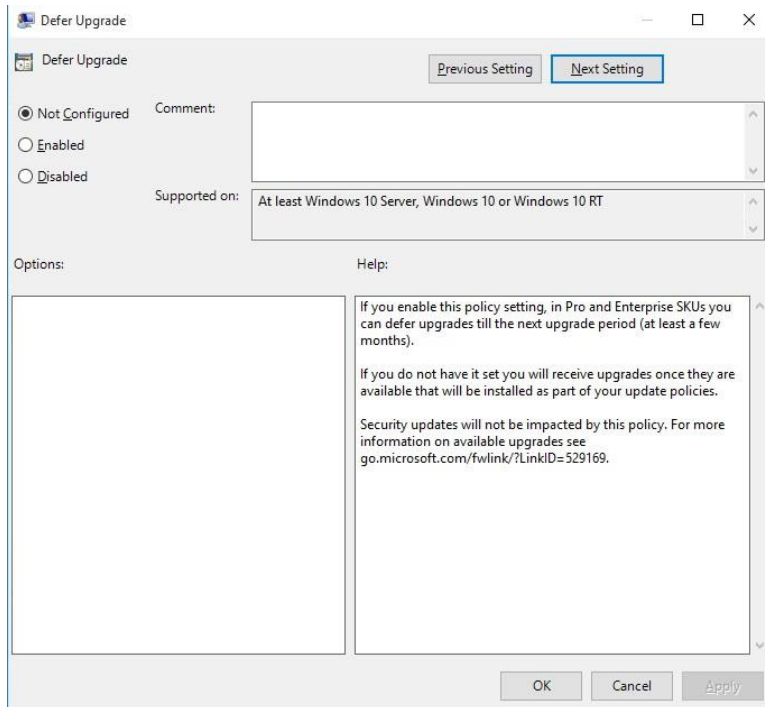 Defer Upgrade
Defer Upgrade
Previous Setting
Next Setting
Not Configured
Comment:
Enabled
Disabled
Supported on:
At least Windows 10 Server, Windows 10 or Windows 10 RT
Options:
Help:
If you enable this policy setting, in Pro and Enterprise SKUs you
can defer upgrades till the next upgrade period (at least a few
months).
If you do not have it set you will receive upgrades once they are
available that will be installed as part of your update policies.
Security updates will not be impacted by this policy. For more
information on available upgrades see
go.microsoft.com/fwlink/?LinkID=529169.
OK
Cancel
Apply